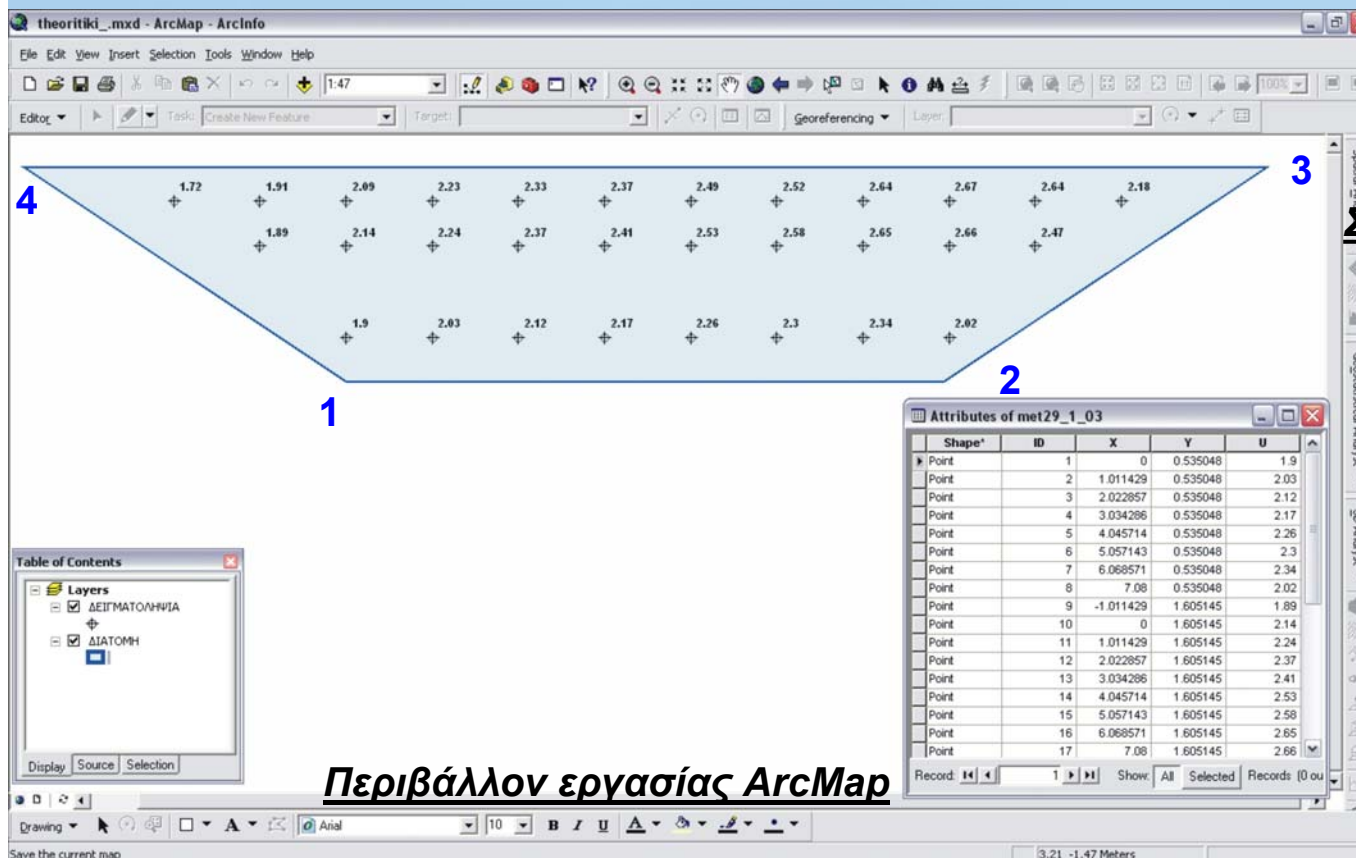 theoritiki_.mxd - ArcMap - ArcInfo
File Edit View Insert Selection Tools Window Help
1:47
100%
Editor Task: Create New Feature Target: Georeferencing Layer:
4
3
1.72 1.91 2.09 2.23 2.33 2.37 2.49 2.52 2.64 2.67 2.64 2.18
1.89 2.14 2.24 2.37 2.41 2.53 2.58 2.65 2.66 2.47
1.9 2.03 2.12 2.17 2.26 2.3 2.34 2.02
1
2
Attributes of met29_1_03
Shape* ID X Y U
Point 1 0 0.535048 1.9
Point 2 1.011429 0.535048 2.03
Point 3 2.022857 0.535048 2.12
Point 4 3.034286 0.535048 2.17
Point 5 4.045714 0.535048 2.26
Point 6 5.057143 0.535048 2.3
Point 7 6.068571 0.535048 2.34
Point 8 7.08 0.535048 2.02
Point 9 -1.011429 1.605145 1.89
Point 10 0 1.605145 2.14
Point 11 1.011429 1.605145 2.24
Point 12 2.022857 1.605145 2.37
Point 13 3.034286 1.605145 2.41
Point 14 4.045714 1.605145 2.53
Point 15 5.057143 1.605145 2.58
Point 16 6.068571 1.605145 2.65
Point 17 7.08 1.605145 2.66
Record: 1 Show: All Selected Records (0 ou
Table of Contents
Layers
ΔΕΙΓΜΑΤΟΛΗΨΙΑ
ΔΙΑΤΟΜΗ
Display Source Selection
Περιβάλλον εργασίας ArcMap
Drawing A Arial 10 B I U A
Save the current map
3.21 -1.47 Meters